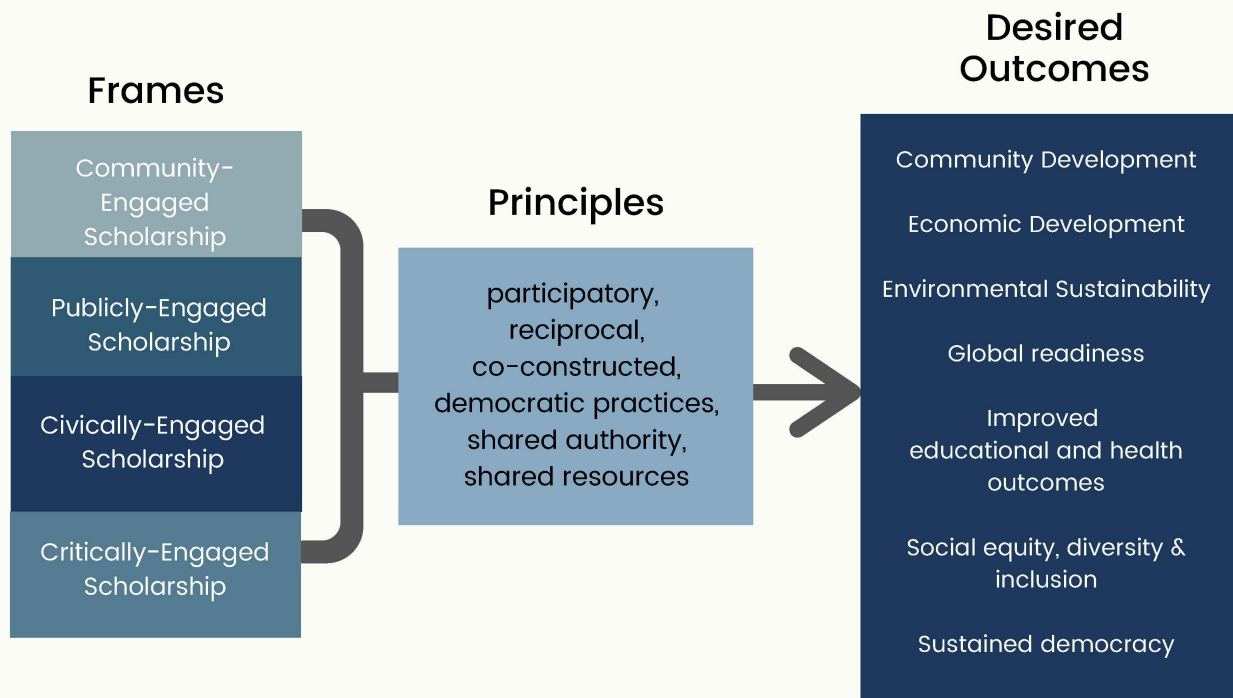 Frames
Community-
Engaged
Scholarship
Publicly-Engaged
Scholarship
Civically-Engaged
Scholarship
Critically-Engaged
Scholarship
Principles
participatory,
reciprocal,
co-constructed,
democratic practices,
shared authority,
shared resources
Desired
Outcomes
Community Development
Economic Development
Environmental Sustainability
Global readiness
Improved
educational and health
outcomes
Social equity, diversity &
inclusion
Sustained democracy